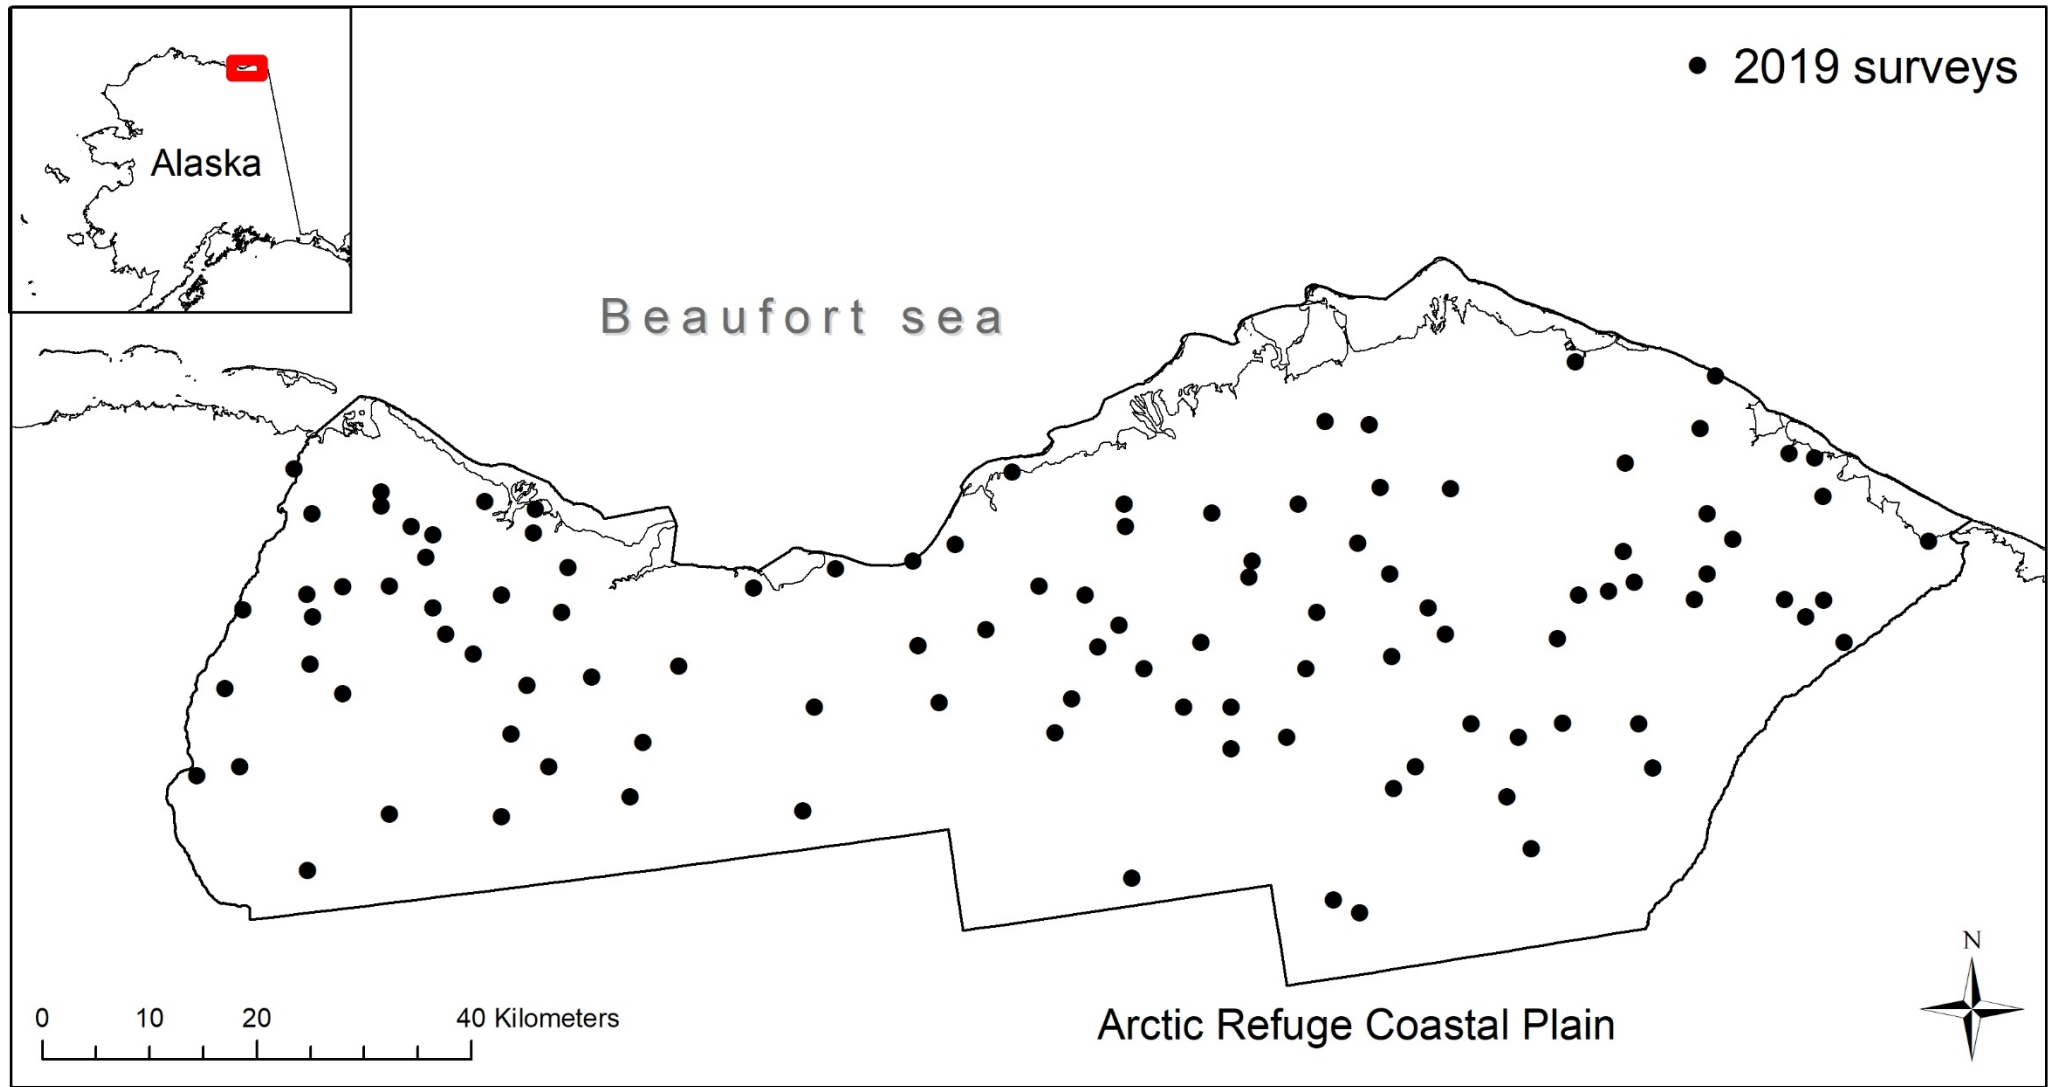 Alaska
2019 surveys
Beaufort sea
0 10 20 40 Kilometers
Arctic Refuge Coastal Plain
N